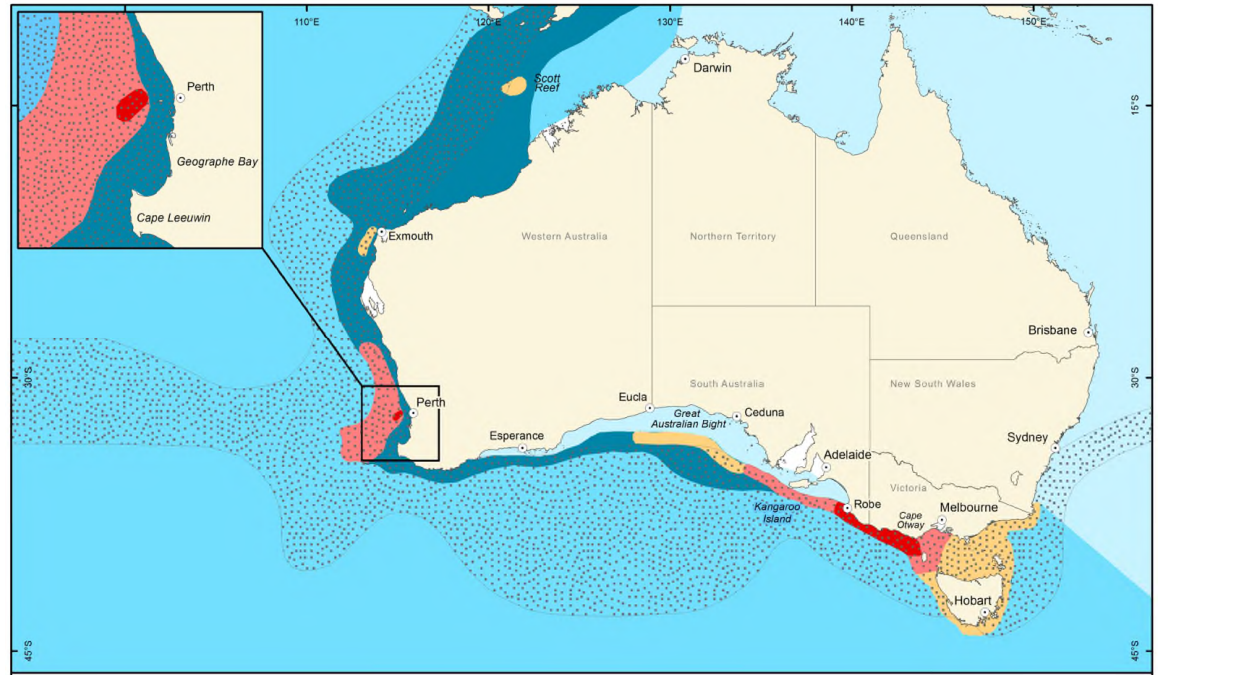 110°E
120°E
130°E
140°E
150°E
Perth
Geographe Bay
Cape Leeuwin
Scott
Reef
Darwin
15°S
15°S
Exmouth
Western Australia
Northern Territory
Queensland
Brisbane
30°S
30°S
South Australia
New South Wales
Perth
Eucla
Great
Australian Bight
Ceduna
Esperance
Sydney
Adelaide
Victoria
Kangaroo
Island
Robe
Cape
Otway
Melbourne
Hobart
45°S
45°S